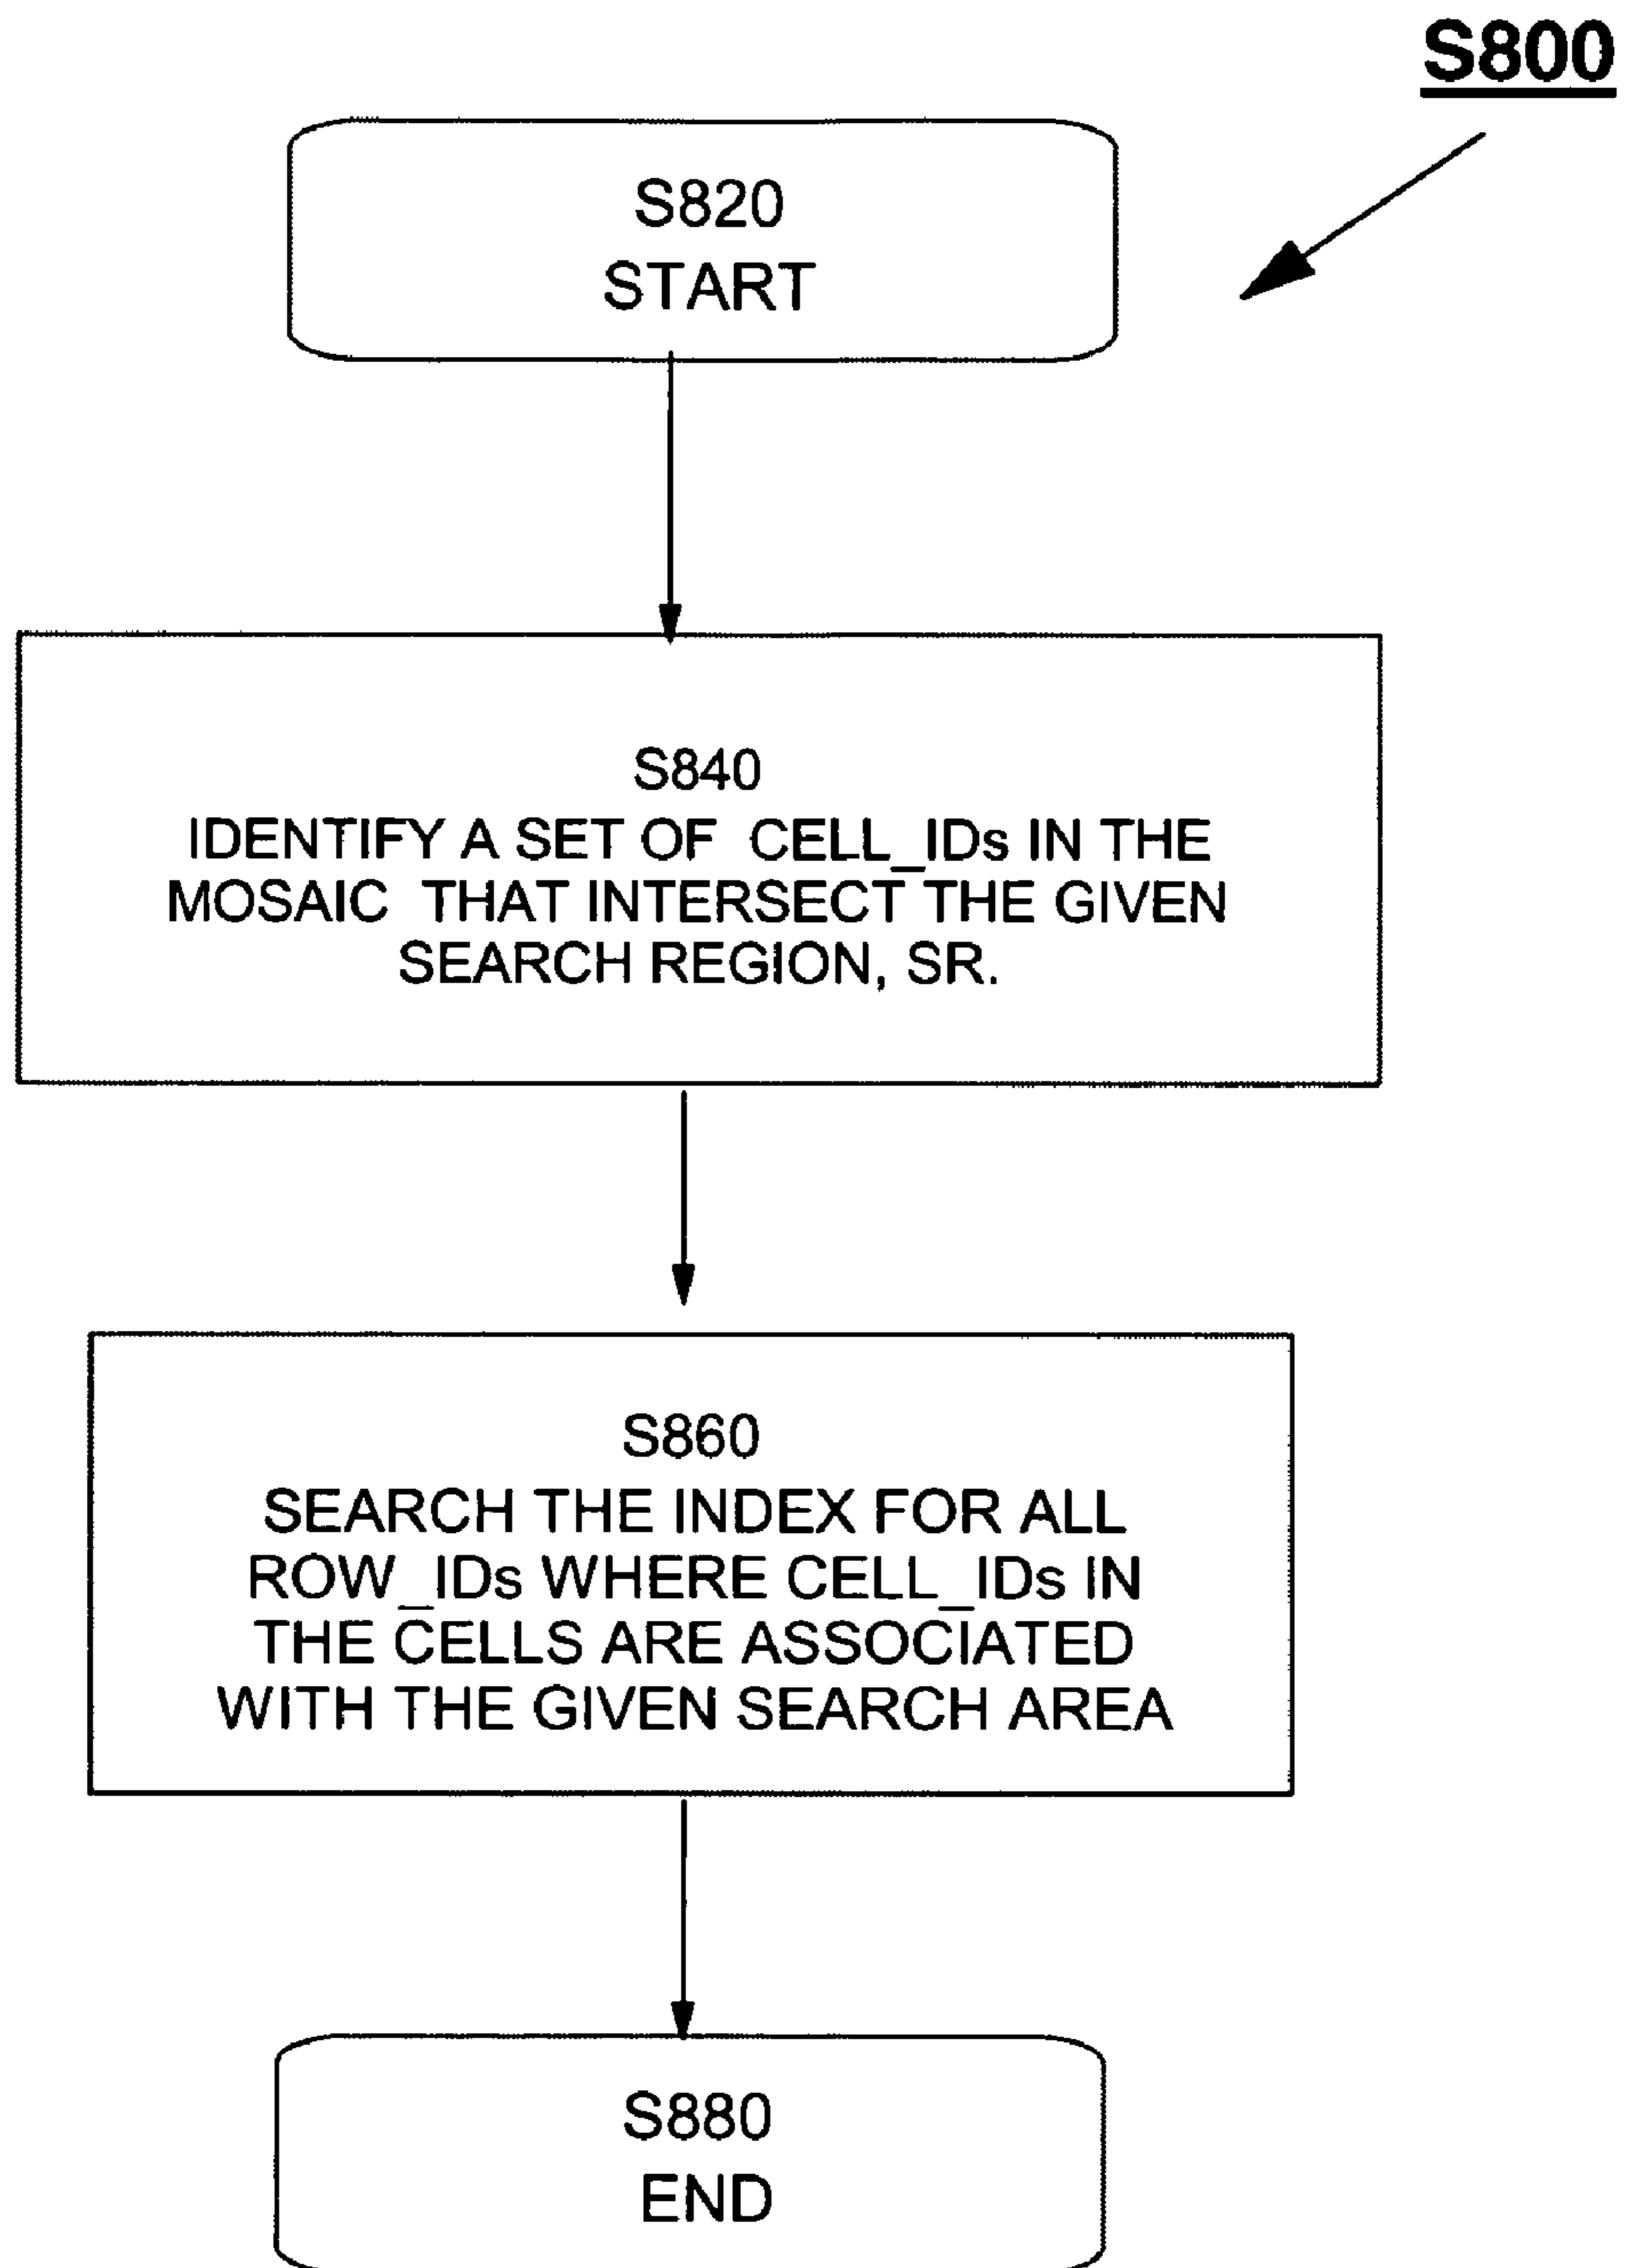 S800
S820
START
S840
IDENTIFY A SET OF CELL_IDs IN THE
MOSAIC THAT INTERSECT THE GIVEN
SEARCH REGION, SR.
S860
SEARCH THE INDEX FOR ALL
ROW_IDs WHERE CELL_IDs IN
THE CELLS ARE ASSOCIATED
WITH THE GIVEN SEARCH AREA
S880
END